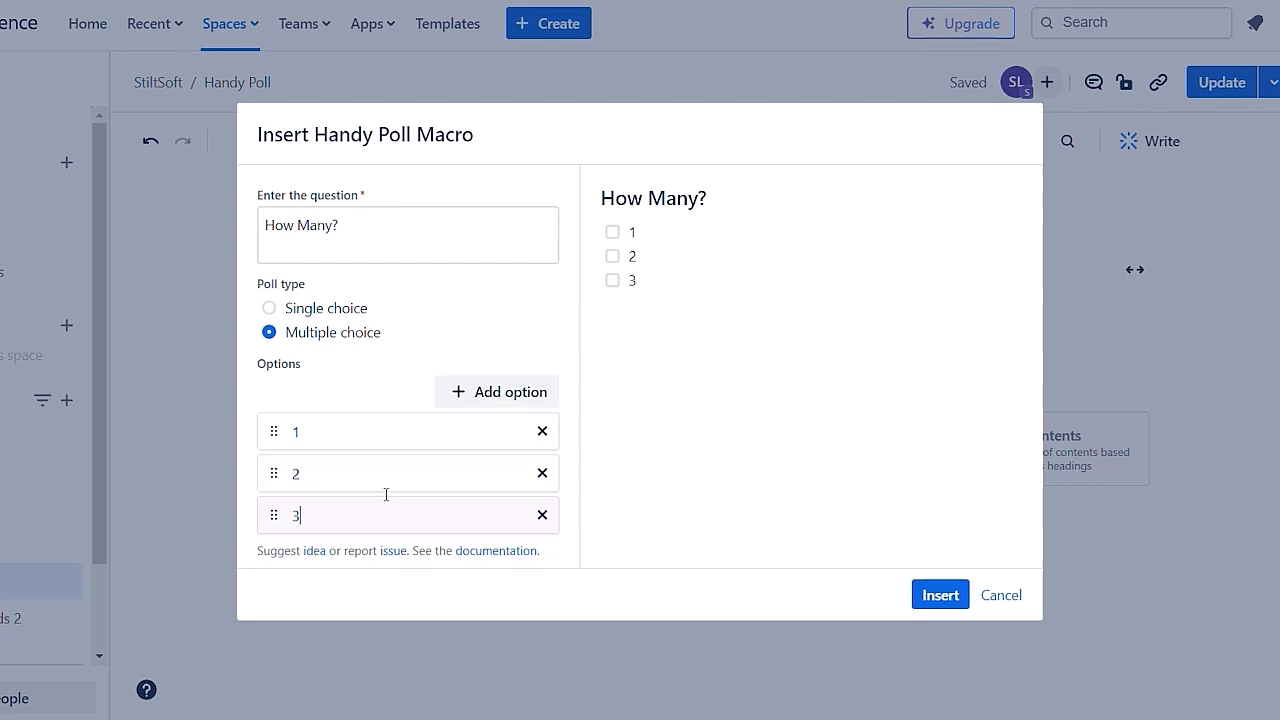 ence Home Recent Spaces Teams Apps Templates + Create Upgrade Search
StiltSoft / Handy Poll Saved SL S Update
Insert Handy Poll Macro
Write
Enter the question*
How Many?
Poll type
Single choice
Multiple choice
Options
+ Add option
1
2
3
Suggest idea or report issue. See the documentation.
How Many?
1
2
3
Insert Cancel
s
s space
ds 2
eople
ntents
of contents based
s headings
?